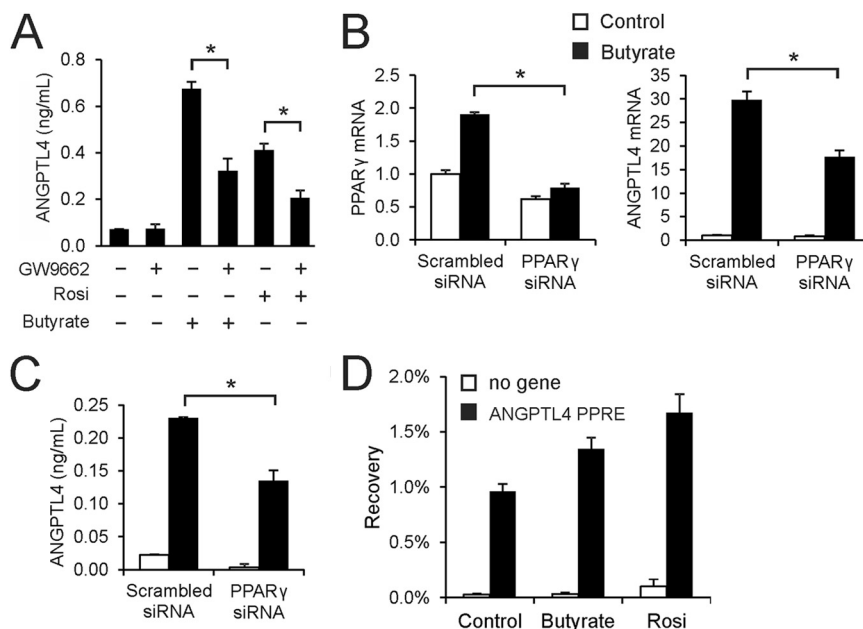 A
ANGPTL4 (ng/mL)
0.8
0.6
0.4
0.2
0.0
*
*
GW9662 – + – + – +
Rosi – – – – + +
Butyrate – – + + – –
B
Control
Butyrate
PPARγ mRNA
2.5
2.0
1.5
1.0
0.5
0.0
*
Scrambled
siRNA
PPARγ
siRNA
ANGPTL4 mRNA
35
30
25
20
15
10
5
0
*
Scrambled
siRNA
PPARγ
siRNA
C
ANGPTL4 (ng/mL)
0.25
0.20
0.15
0.10
0.05
0.00
*
Scrambled
siRNA
PPARγ
siRNA
D
no gene
ANGPTL4 PPRE
Recovery
2.0%
1.5%
1.0%
0.5%
0.0%
Control Butyrate Rosi